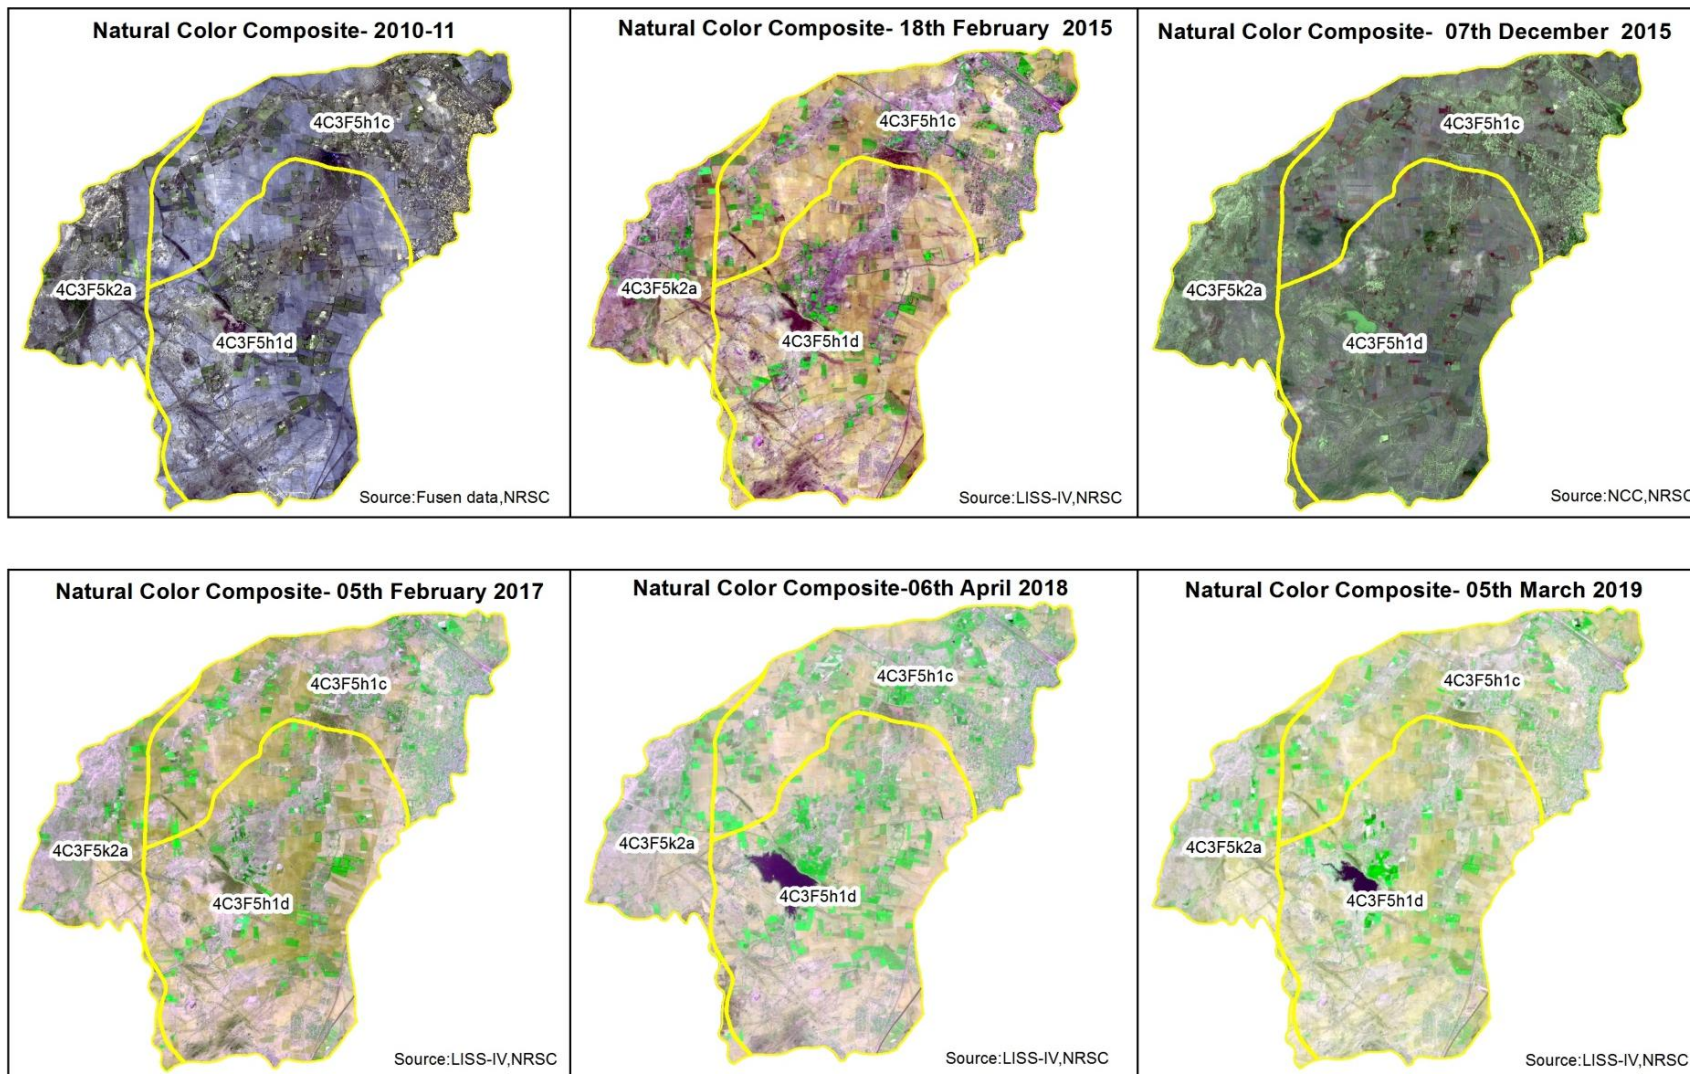 Natural Color Composite- 2010-11
4C3F5h1c
4C3F5k2a
4C3F5h1d
Source:Fusen data,NRSC
Natural Color Composite- 18th February 2015
4C3F5h1c
4C3F5k2a
4C3F5h1d
Source:LISS-IV,NRSC
Natural Color Composite- 07th December 2015
4C3F5h1c
4C3F5k2a
4C3F5h1d
Source:NCC,NRSC
Natural Color Composite- 05th February 2017
4C3F5h1c
4C3F5k2a
4C3F5h1d
Source:LISS-IV,NRSC
Natural Color Composite-06th April 2018
4C3F5h1c
4C3F5k2a
4C3F5h1d
Source:LISS-IV,NRSC
Natural Color Composite- 05th March 2019
4C3F5h1c
4C3F5k2a
4C3F5h1d
Source:LISS-IV,NRSC